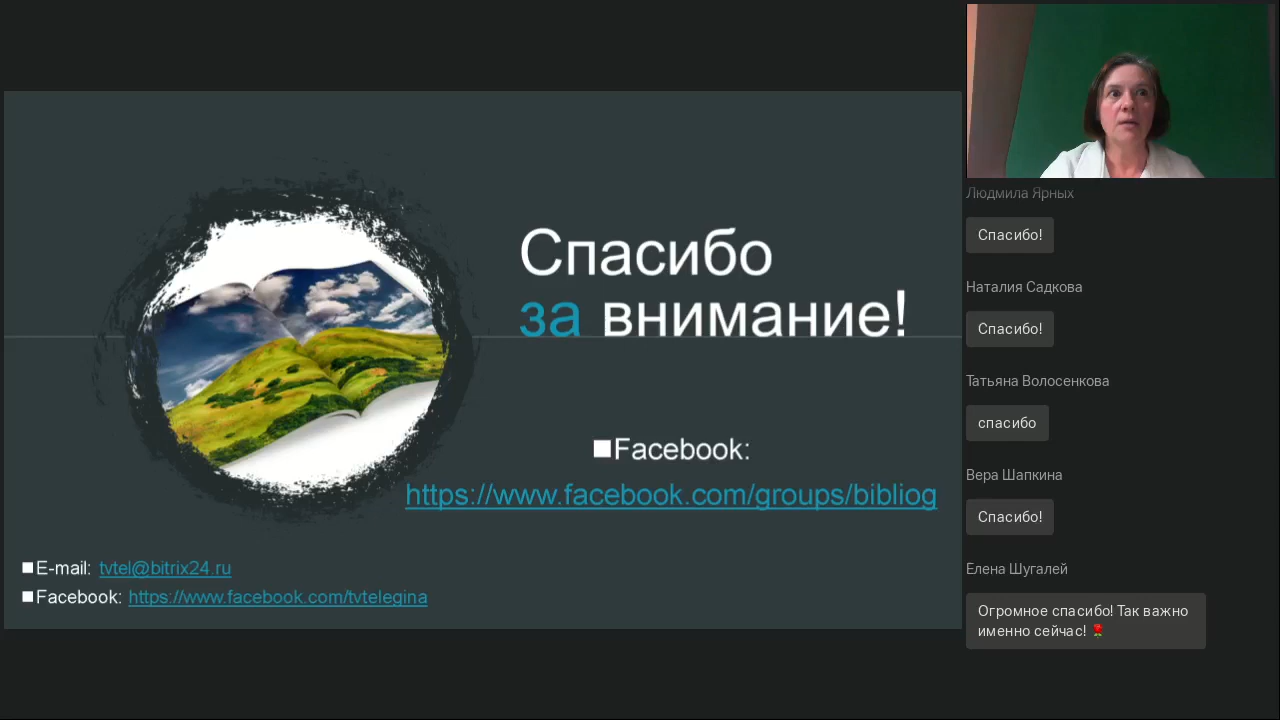 Спасибо
за внимание!
■Facebook:
https://www.facebook.com/groups/bibliog
■E-mail: tvtel@bitrix24.ru
■Facebook: https://www.facebook.com/tvtelegina
Людмила Ярных
Спасибо!
Наталия Садкова
Спасибо!
Татьяна Волосенкова
спасибо
Вера Шапкина
Спасибо!
Елена Шугалей
Огромное спасибо! Так важно
именно сейчас! 🌹